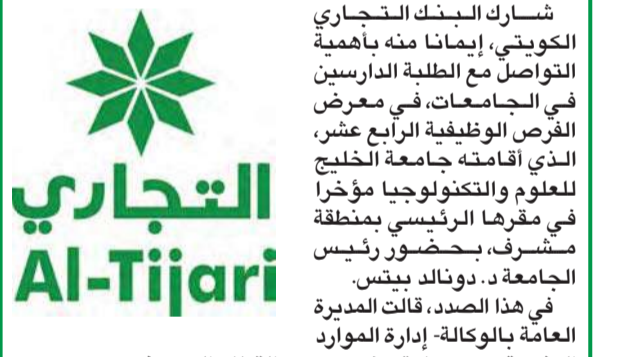 شارك البنك التجاري
الكويتي، إيمانا منه بأهمية
التواصل مع الطلبة الدارسين
في الجامعات، في معرض
الفرص الوظيفية الرابع عشر،
الذي أقامته جامعة الخليج
للعلوم والتكنولوجيا مؤخرا
في مقرها الرئيسي بمنطقة
مشرف، بحضور رئيس
الجامعة د. دونالد بيتس.
في هذا الصدد، قالت المديرة
العامة بالوكالة- إدارة الموارد
التجاري
Al-Tijari